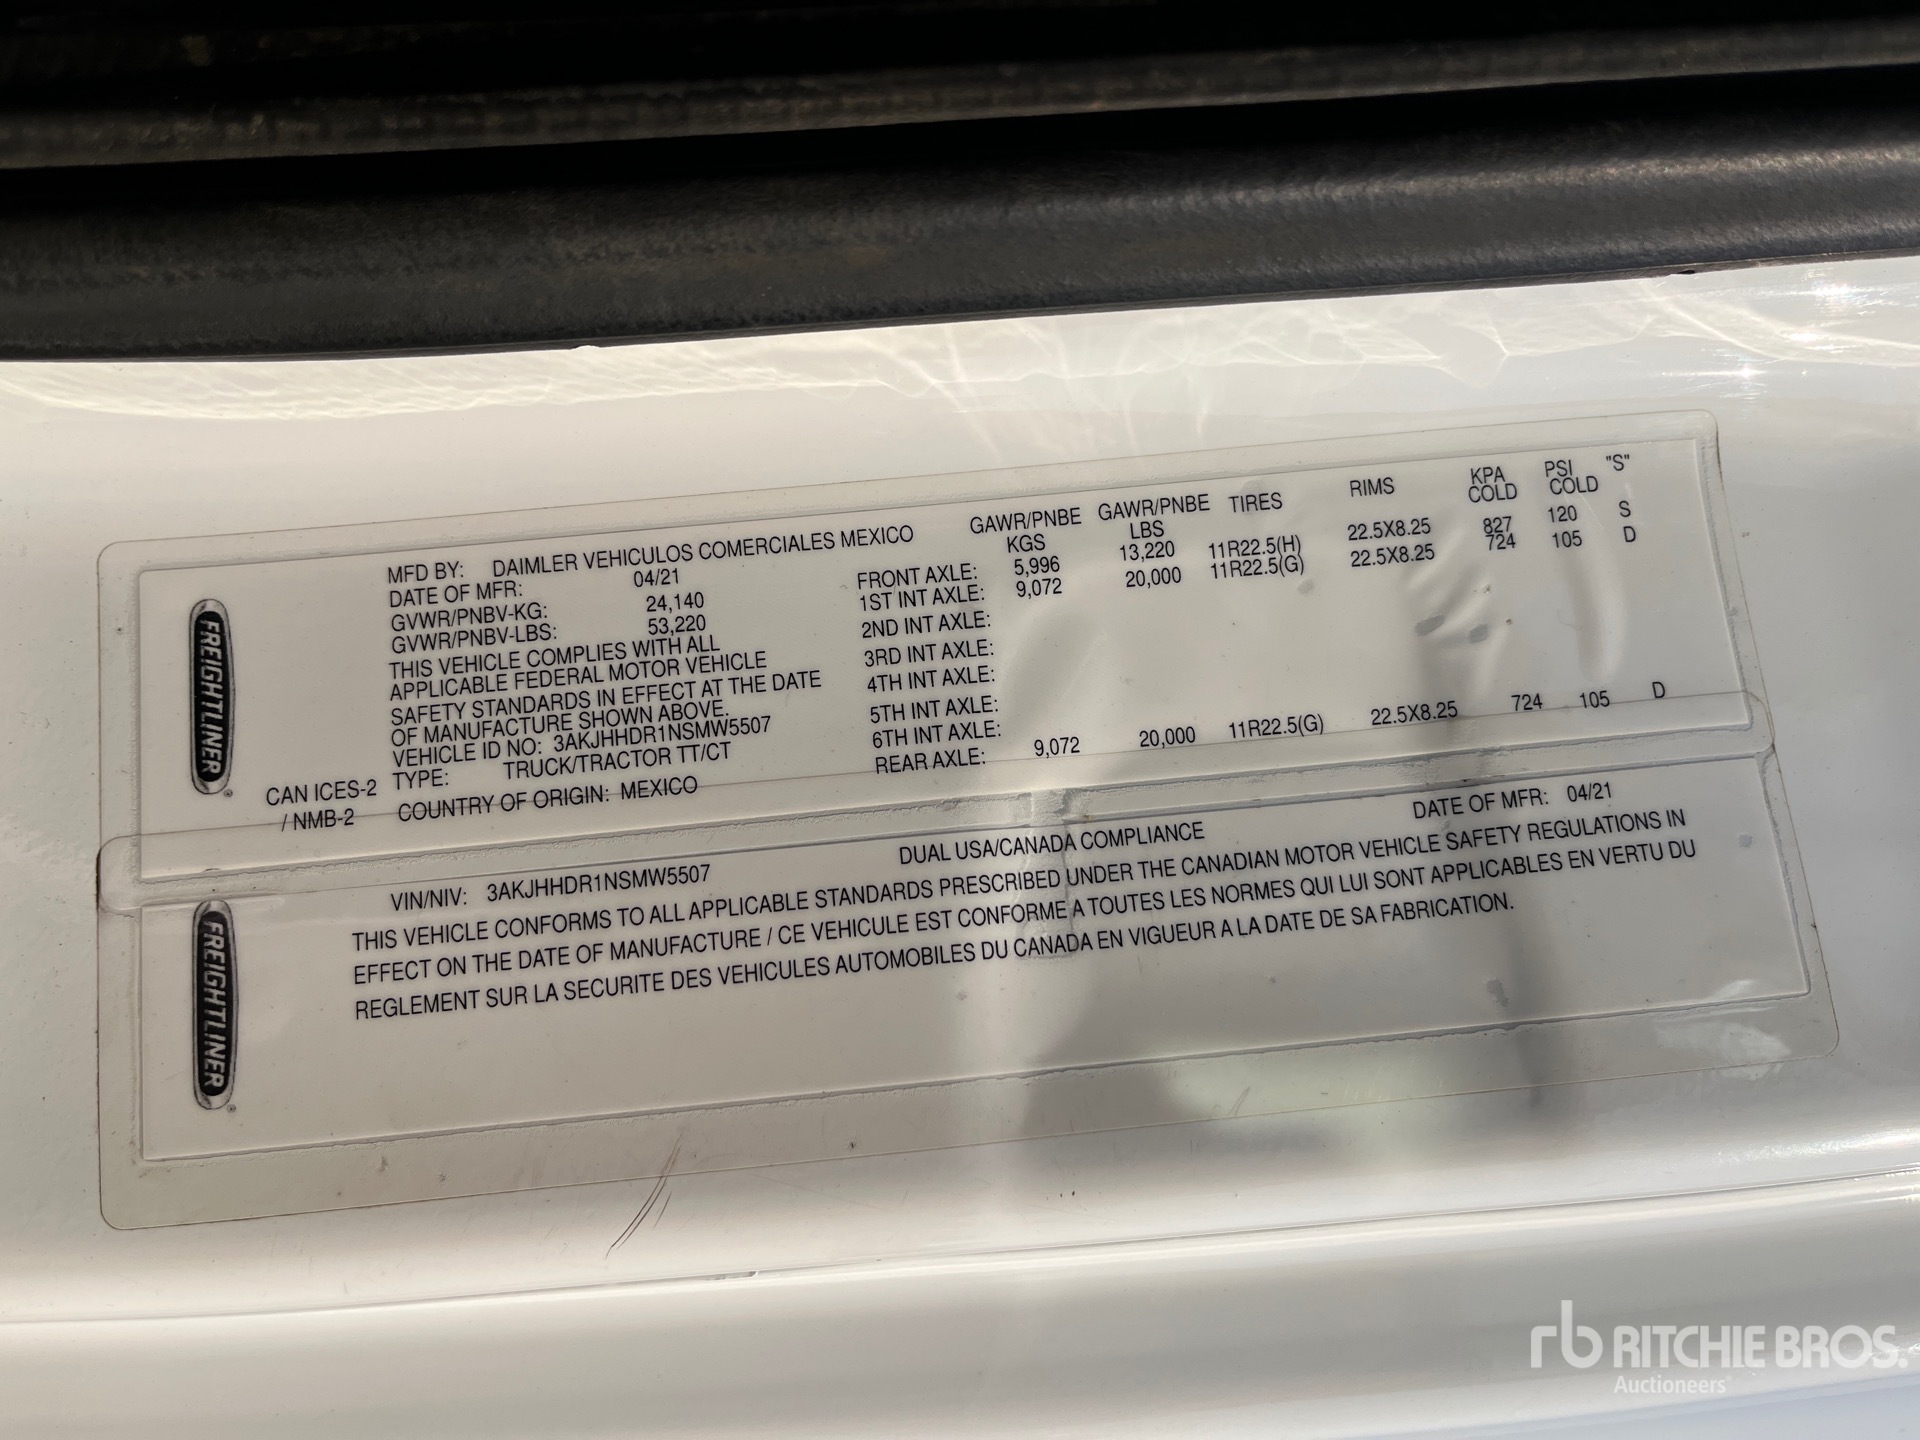 GAWR/PNBE KGS GAWR/PNBE LBS TIRES RIMS KPA COLD PSI COLD "S"
MFD BY: DAIMLER VEHICULOS COMERCIALES MEXICO
DATE OF MFR: 04/21
GVWR/PNBV-KG: 24,140
GVWR/PNBV-LBS: 53,220
THIS VEHICLE COMPLIES WITH ALL
APPLICABLE FEDERAL MOTOR VEHICLE
SAFETY STANDARDS IN EFFECT AT THE DATE
OF MANUFACTURE SHOWN ABOVE.
VEHICLE ID NO: 3AKJHHDR1NSMW5507
TYPE: TRUCK/TRACTOR TT/CT
COUNTRY OF ORIGIN: MEXICO
FRONT AXLE: 5,996 13,220 11R22.5(H) 22.5X8.25 827 120 S
1ST INT AXLE: 9,072 20,000 11R22.5(G) 22.5X8.25 724 105 D
2ND INT AXLE:
3RD INT AXLE:
4TH INT AXLE:
5TH INT AXLE:
6TH INT AXLE:
REAR AXLE: 9,072 20,000 11R22.5(G) 22.5X8.25 724 105 D
FREIGHTLINER
CAN ICES-2
/ NMB-2
DUAL USA/CANADA COMPLIANCE DATE OF MFR: 04/21
VIN/NIV: 3AKJHHDR1NSMW5507
THIS VEHICLE CONFORMS TO ALL APPLICABLE STANDARDS PRESCRIBED UNDER THE CANADIAN MOTOR VEHICLE SAFETY REGULATIONS IN
EFFECT ON THE DATE OF MANUFACTURE / CE VEHICULE EST CONFORME A TOUTES LES NORMES QUI LUI SONT APPLICABLES EN VERTU DU
REGLEMENT SUR LA SECURITE DES VEHICULES AUTOMOBILES DU CANADA EN VIGUEUR A LA DATE DE SA FABRICATION.
FREIGHTLINER
rb RITCHIE BROS.
Auctioneers